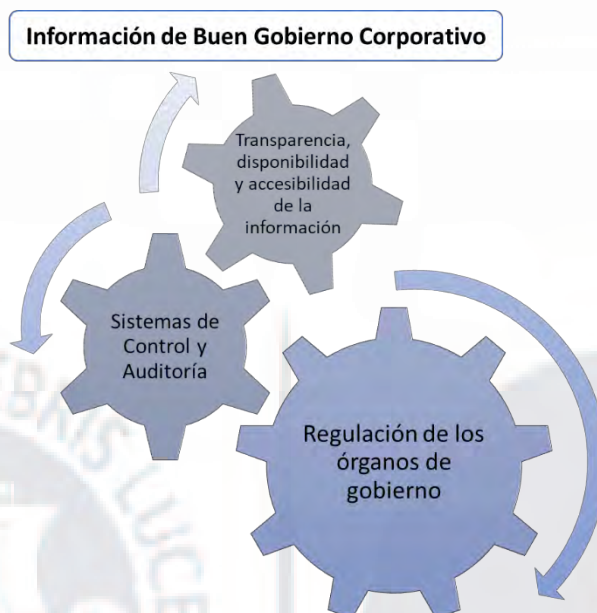 Información de Buen Gobierno Corporativo
Transparencia,
disponibilidad
y accesibilidad
de la
información
Sistemas de
Control y
Auditoría
Regulación de los
órganos de
gobierno